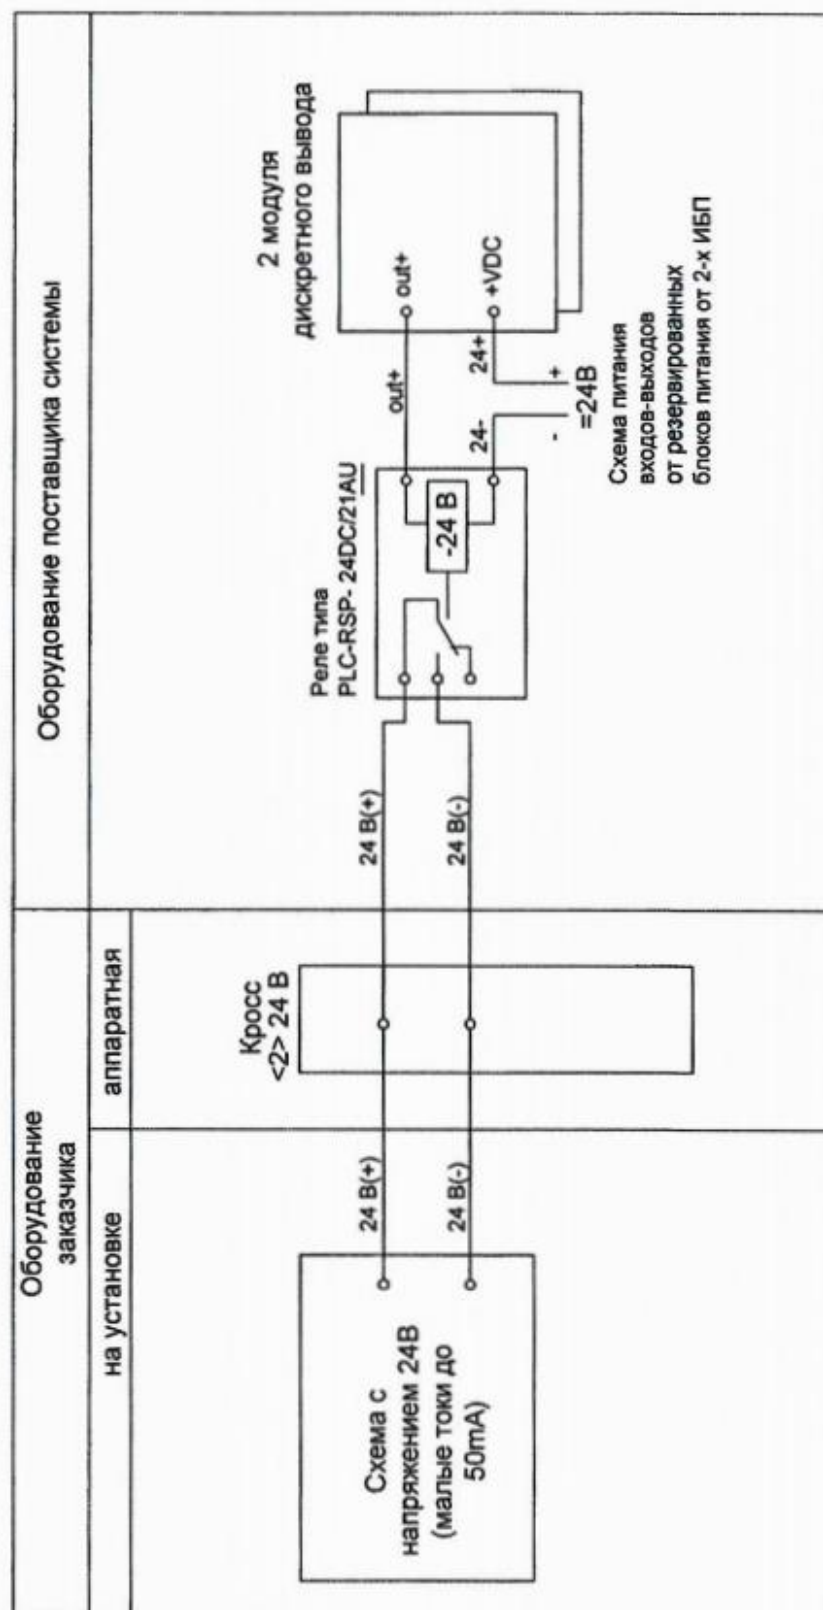 Оборудование
заказчика
Оборудование поставщика системы
на установке
аппаратная
Схема с
напряжением 24В
(малые токи до
50mA)
24 В(+)
24 В(-)
Кросс
<2> 24 В
24 В(+)
24 В(-)
Реле типа
PLC-RSP- 24DC/21AU
-24 В
out+
24-
24+
-
+
=24В
2 модуля
дискретного вывода
out+
+VDC
Схема питания
входов-выходов
от резервированных
блоков питания от 2-х ИБП